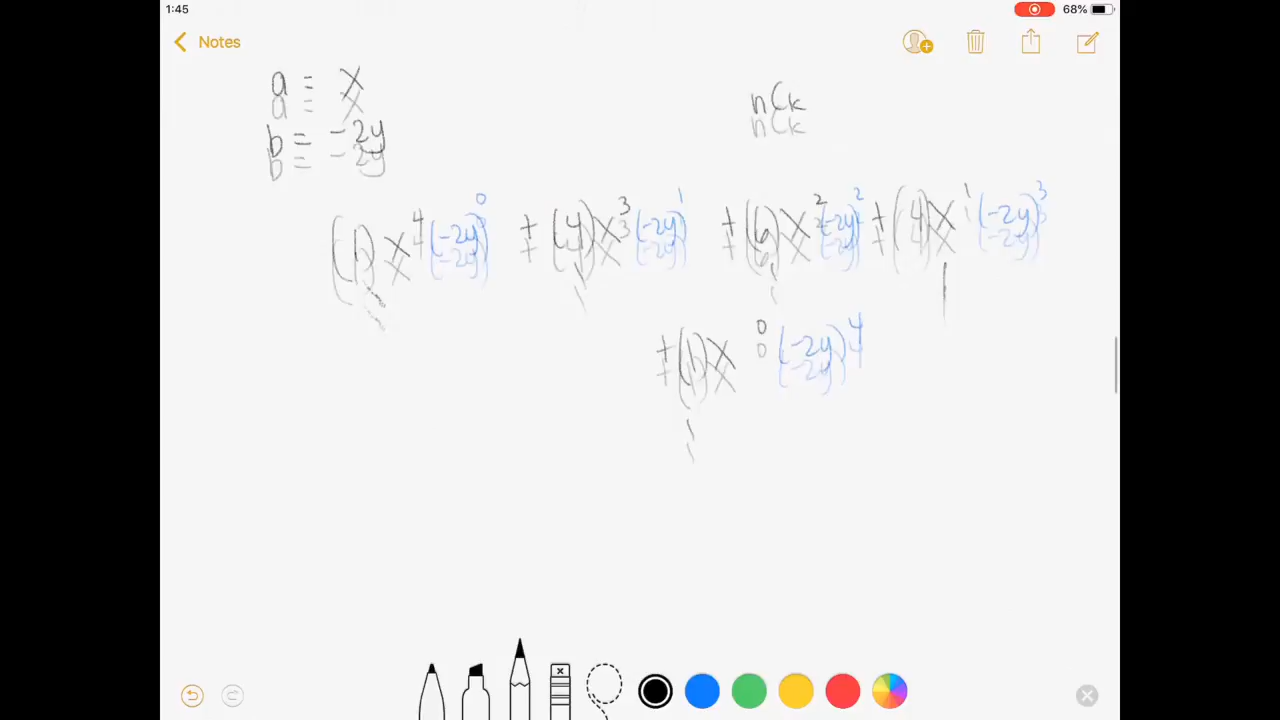 1:45 68%
Notes
a = x
b = -2y
nCk
(1)x⁴(-2y)⁰ + (4)x³(-2y)¹ + (6)x²(-2y)² + (4)x¹(-2y)³
+ (1)x⁰(-2y)⁴